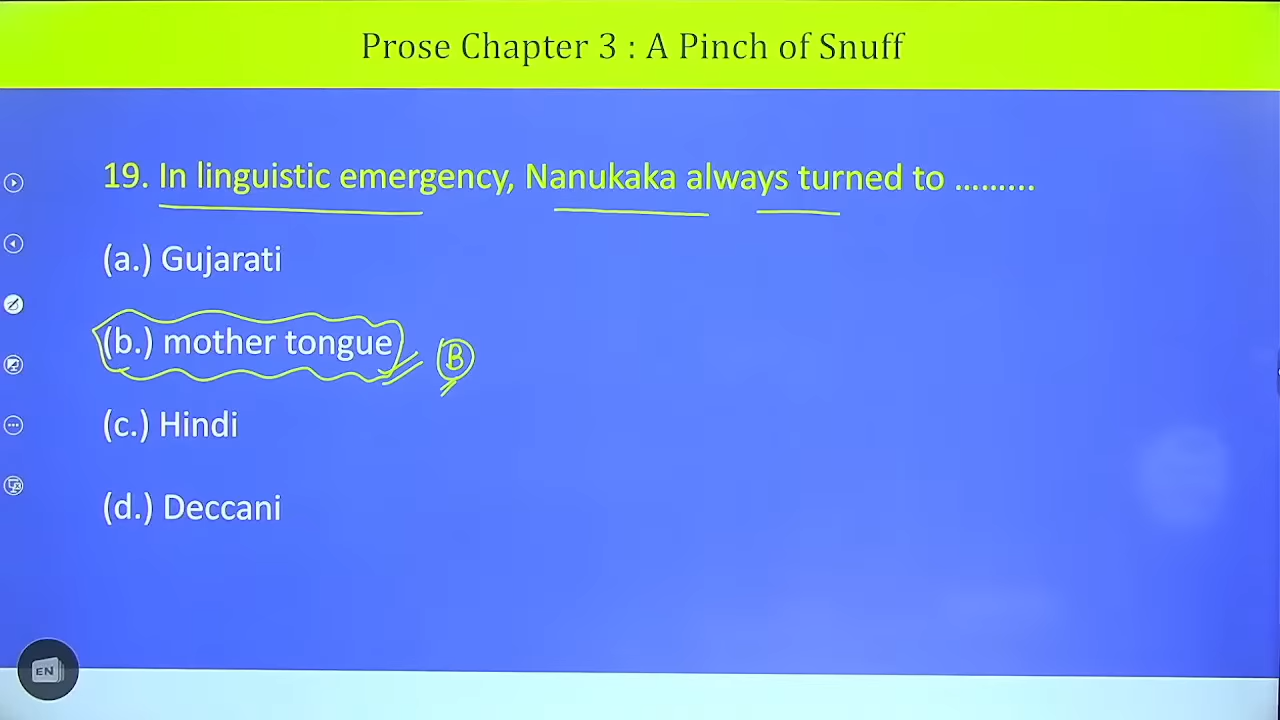 Prose Chapter 3 : A Pinch of Snuff
19. In linguistic emergency, Nanukaka always turned to .........
(a.) Gujarati
(b.) mother tongue
B
(c.) Hindi
(d.) Deccani
EN